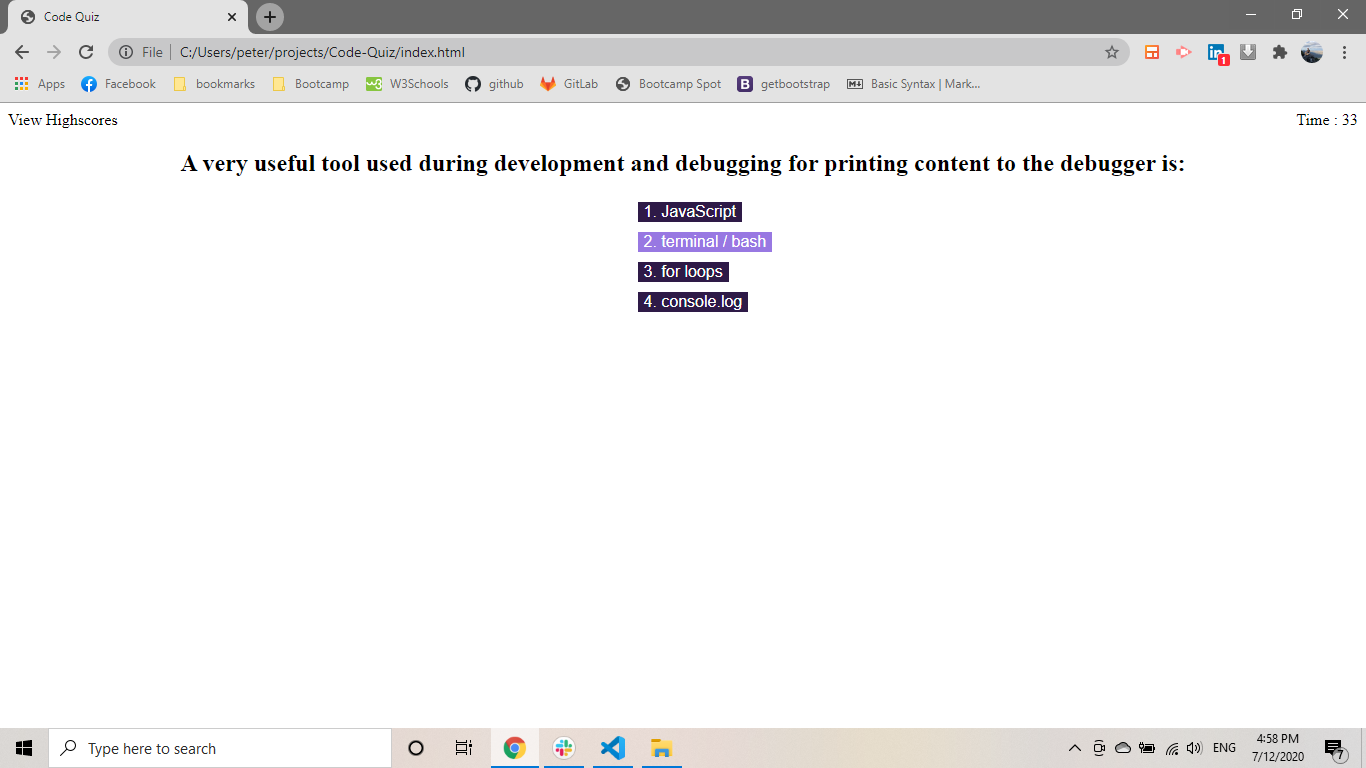 Code Quiz
File C:/Users/peter/projects/Code-Quiz/index.html
1
Apps Facebook bookmarks Bootcamp W3Schools github GitLab Bootcamp Spot getbootstrap Basic Syntax | Mark...
View Highscores Time : 33
A very useful tool used during development and debugging for printing content to the debugger is:
1. JavaScript
2. terminal / bash
3. for loops
4. console.log
Type here to search
ENG
4:58 PM
7/12/2020
7